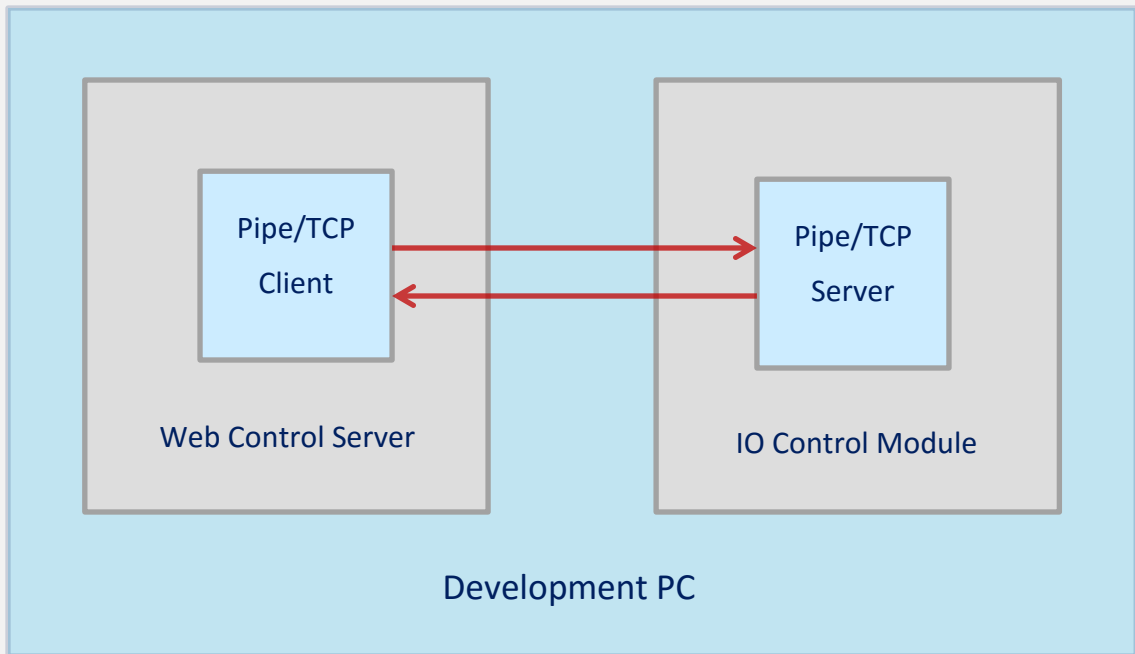 Pipe/TCP
Client
Web Control Server
Pipe/TCP
Server
IO Control Module
Development PC